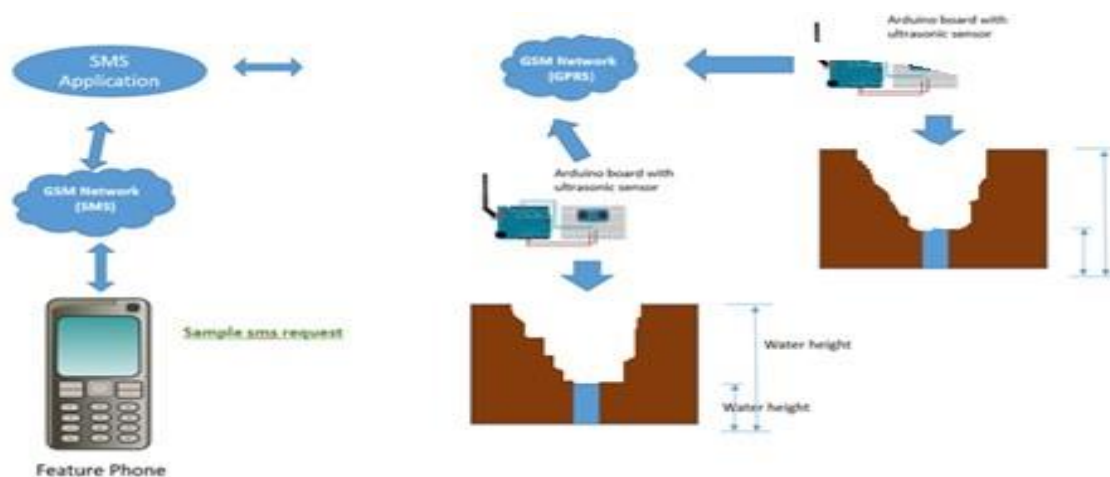 SMS
Application
GSM Network
(SMS)
Sample sms request
Feature Phone
GSM Network
(GPRS)
Arduino board with
ultrasonic sensor
Arduino board with
ultrasonic sensor
Water height
Water height